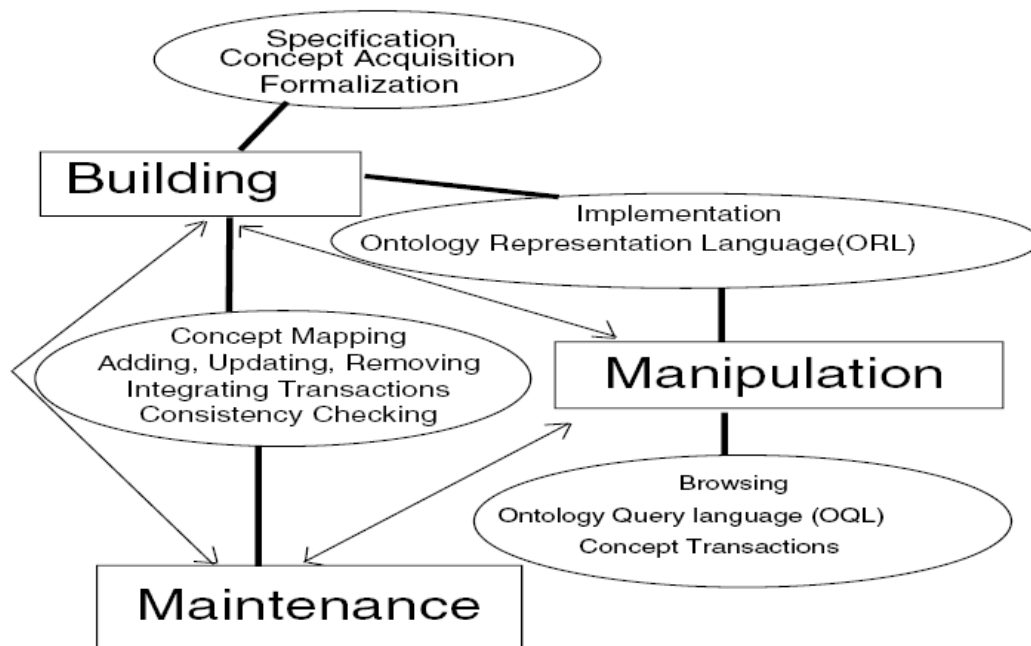 Specification
Concept Acquisition
Formalization
Building
Implementation
Ontology Representation Language(ORL)
Concept Mapping
Adding, Updating, Removing
Integrating Transactions
Consistency Checking
Manipulation
Browsing
Ontology Query language (OQL)
Concept Transactions
Maintenance